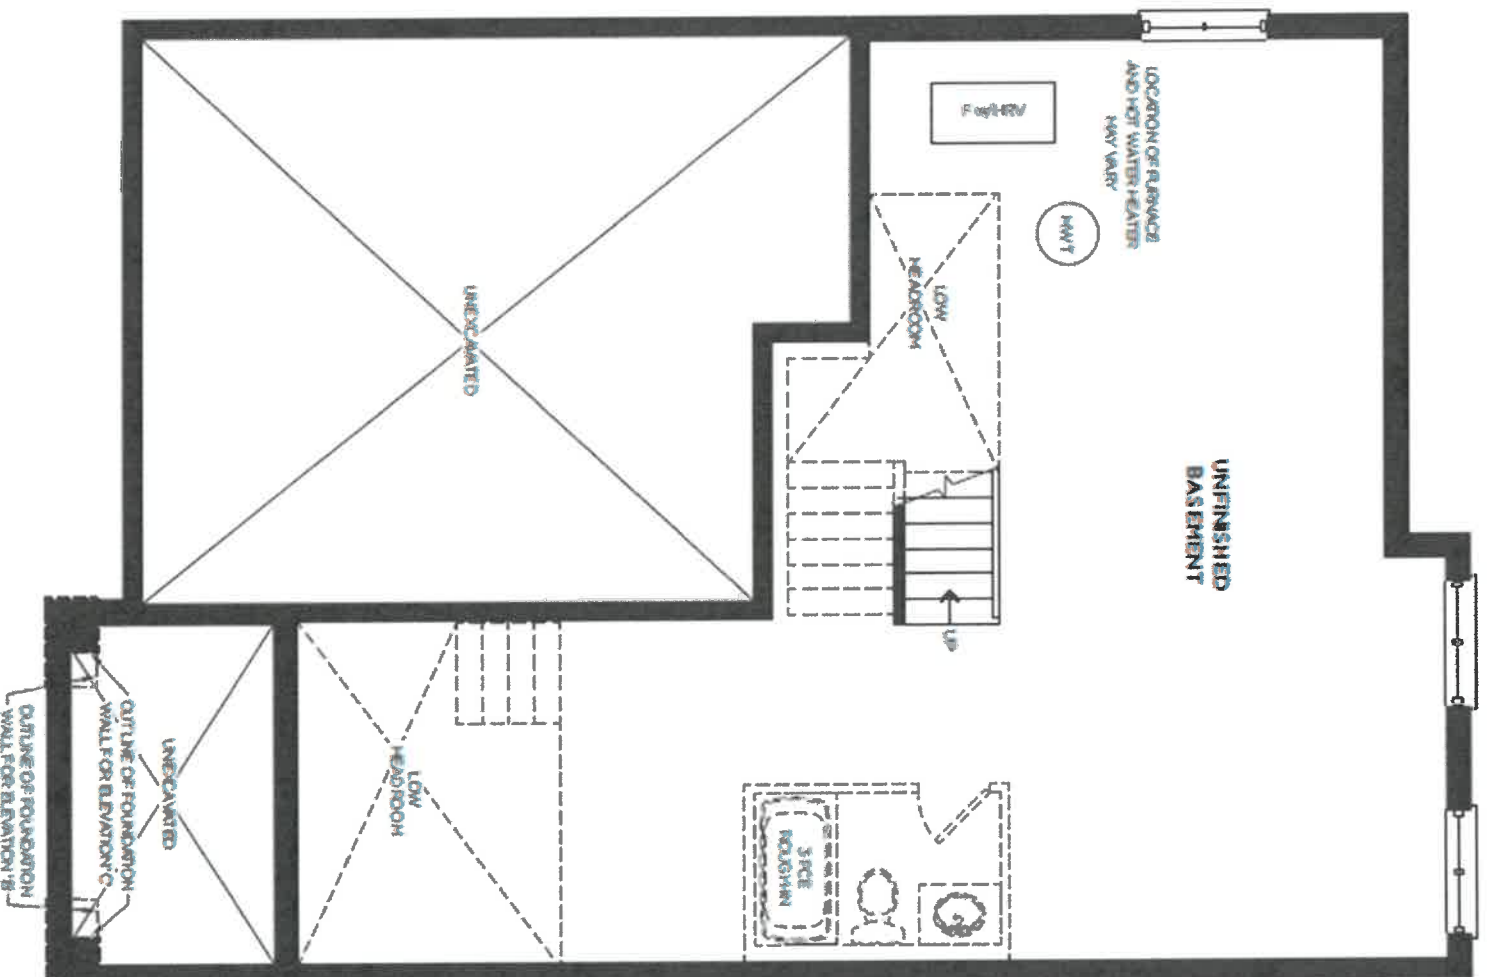 LOCATION OF FURNACE
AND HOT WATER HEATER
MAY VARY
HWT
LOW
HEADROOM
UNEXCAVATED
UNFINISHED
BASEMENT
UP
3 PCE
ROUGH-IN
LOW
HEADROOM
UNEXCAVATED
OUTLINE OF FOUNDATION
WALL FOR ELEVATION 'C'
OUTLINE OF FOUNDATION
WALL FOR ELEVATION 'B'